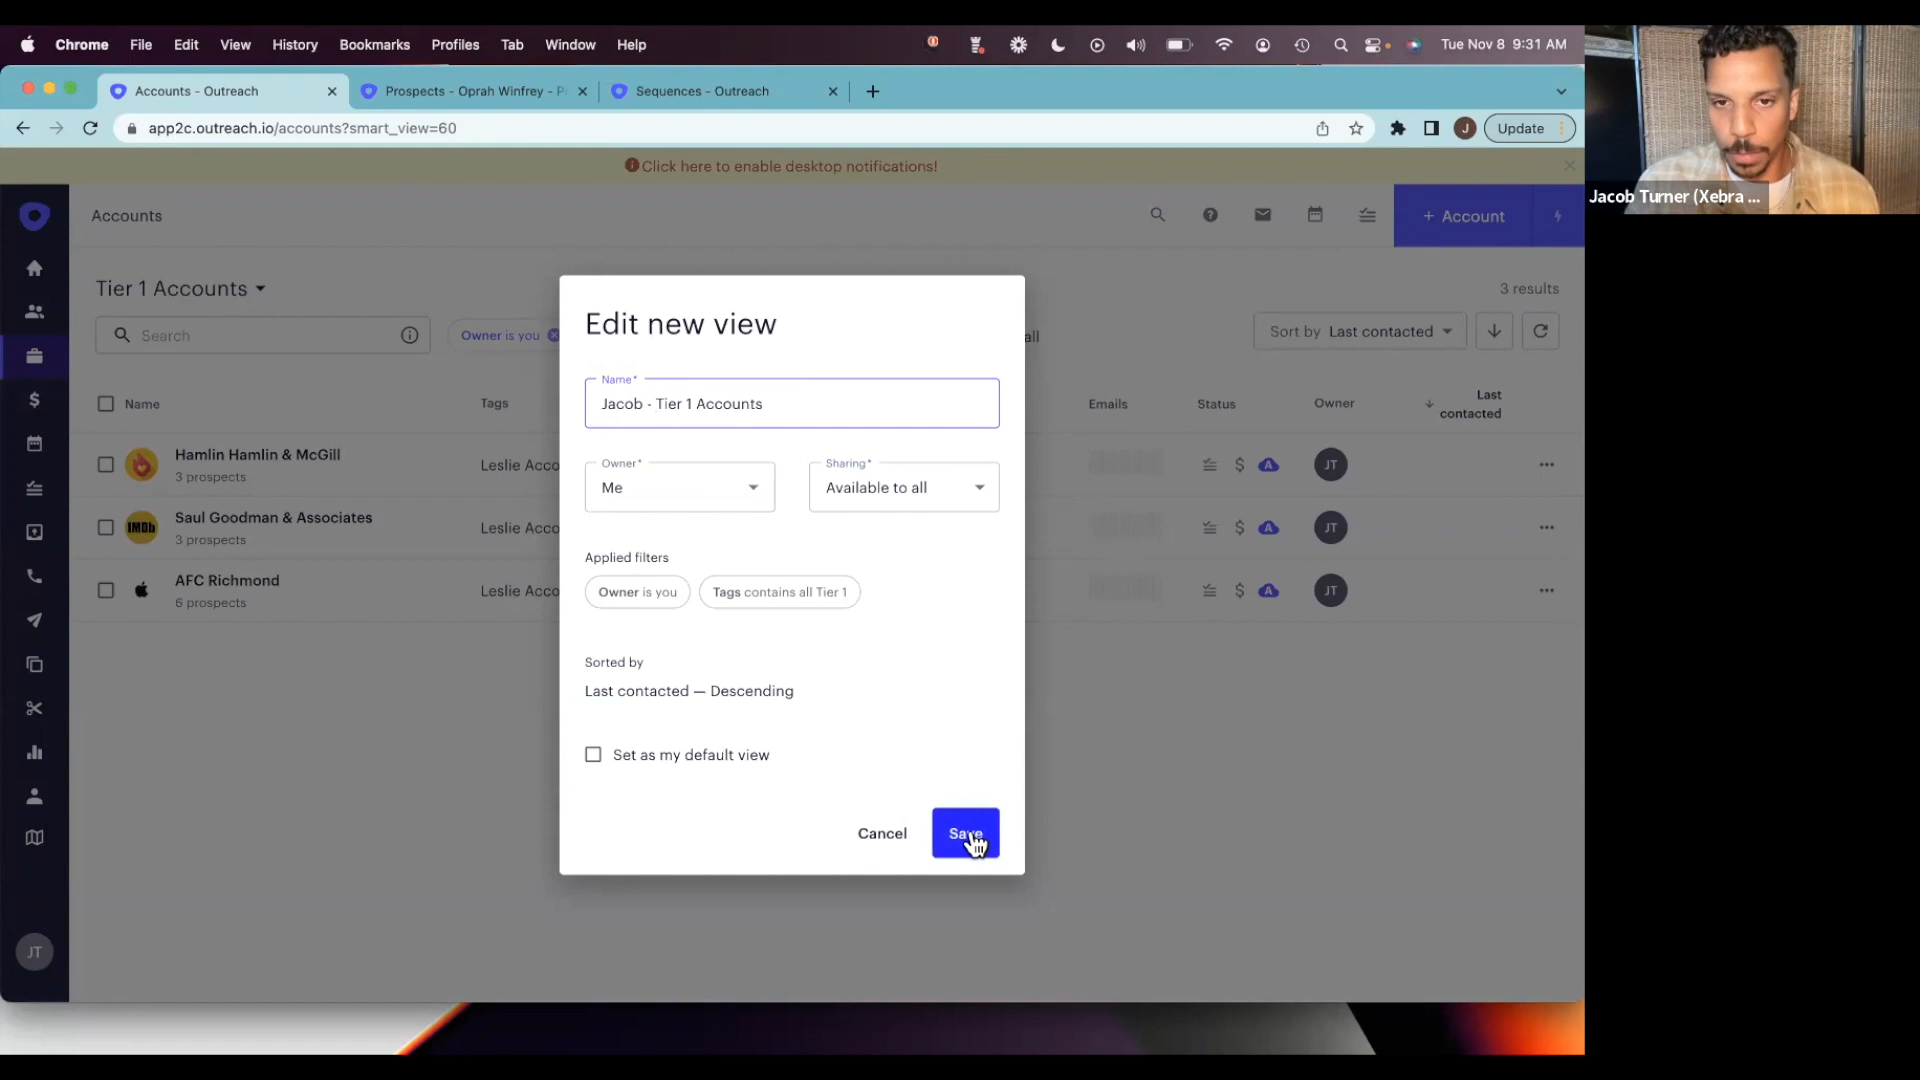 Chrome File Edit View History Bookmarks Profiles Tab Window Help
Tue Nov 8 9:31 AM
Accounts - Outreach
Prospects - Oprah Winfrey - P
Sequences - Outreach
app2c.outreach.io/accounts?smart_view=60
J
Update
Click here to enable desktop notifications!
Jacob Turner (Xebra ...
Accounts
+ Account
Tier 1 Accounts
3 results
Search
Owner is you
all
Sort by Last contacted
Name
Tags
Emails
Status
Owner
Last
contacted
Hamlin Hamlin & McGill
3 prospects
Leslie Acco
JT
IMDb
Saul Goodman & Associates
3 prospects
Leslie Acco
JT
AFC Richmond
6 prospects
Leslie Acco
JT
Edit new view
Name*
Jacob - Tier 1 Accounts
Owner*
Me
Sharing*
Available to all
Applied filters
Owner is you
Tags contains all Tier 1
Sorted by
Last contacted — Descending
Set as my default view
Cancel
Save
JT